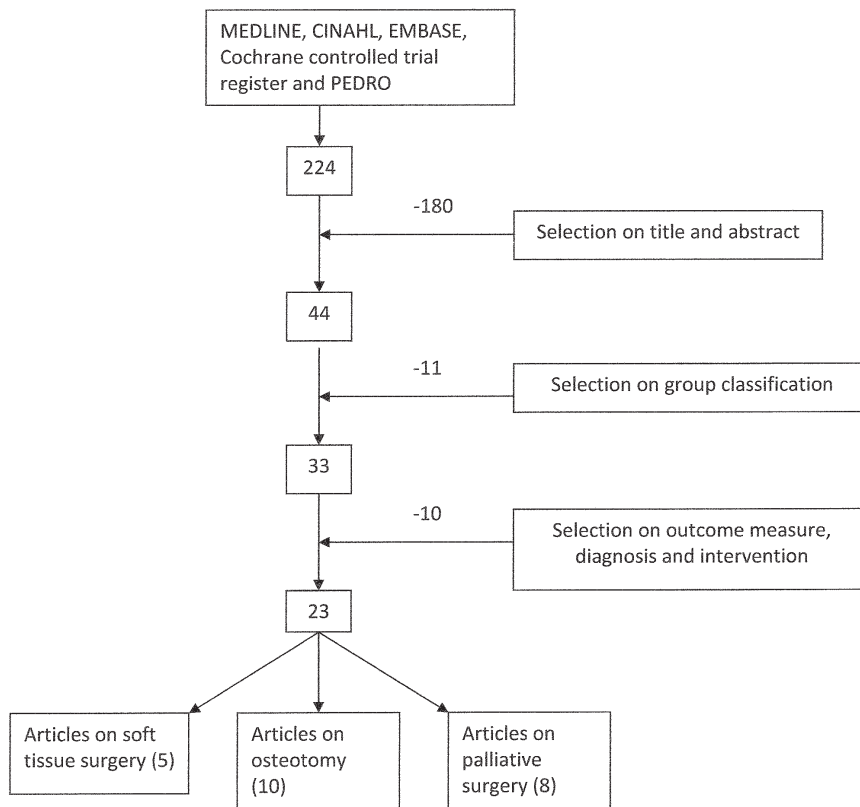 MEDLINE, CINAHL, EMBASE,
Cochrane controlled trial
register and PEDRO
224
-180
Selection on title and abstract
44
-11
Selection on group classification
33
-10
Selection on outcome measure,
diagnosis and intervention
23
Articles on soft
tissue surgery (5)
Articles on
osteotomy
(10)
Articles on
palliative
surgery (8)